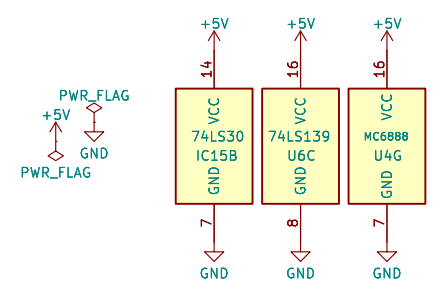 +5V +5V +5V
14 16 16
PWR_FLAG
+5V
GND
PWR_FLAG
VCC VCC VCC
74LS30 74LS139 MC6888
IC15B U6C U4G
GND GND GND
7 8 7
GND GND GND